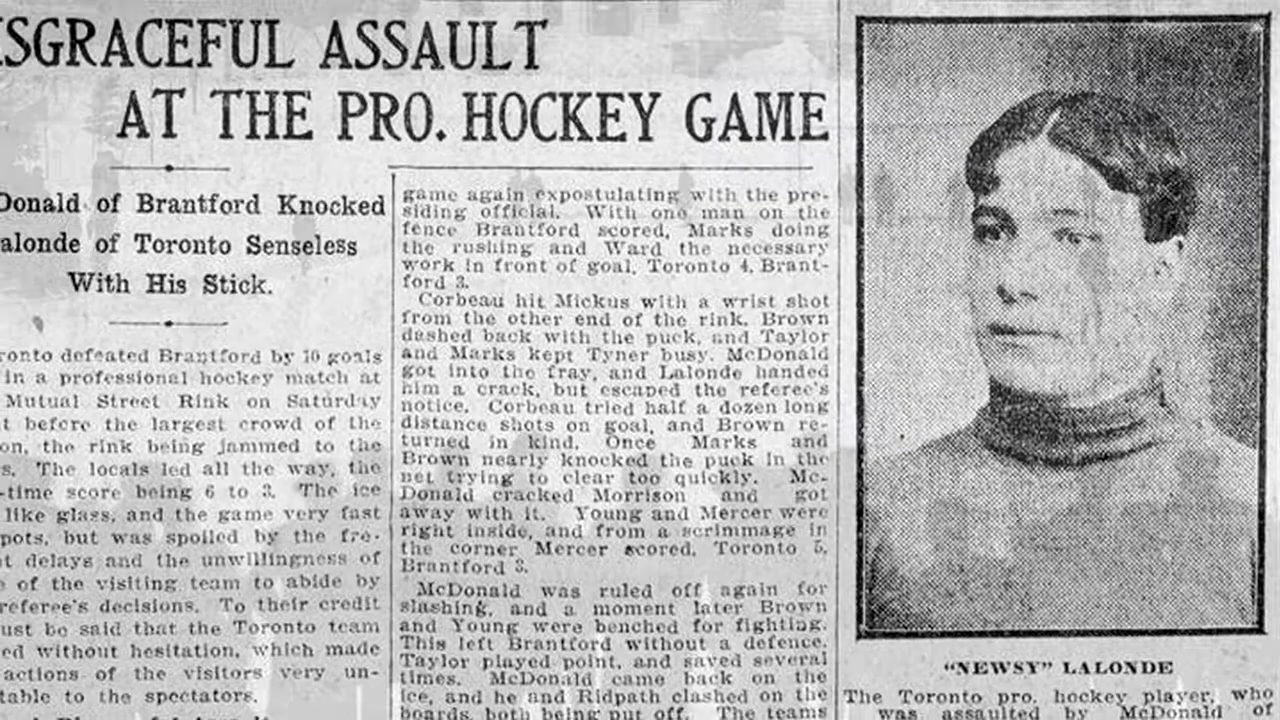 ISGRACEFUL ASSAULT
AT THE PRO. HOCKEY GAME
Donald of Brantford Knocked
alonde of Toronto Senseless
With His Stick.
ronto defeated Brantford by 10 goals
in a professional hockey match at
Mutual Street Rink on Saturday
t before the largest crowd of the
on, the rink being jammed to the
s. The locals led all the way, the
-time score being 6 to 3. The ice
like glass, and the game very fast
pots, but was spoiled by the fre-
t delays and the unwillingness of
e of the visiting team to abide by
referee's decisions. To their credit
ust be said that the Toronto team
ed without hesitation, which made
actions of the visitors very un-
table to the spectators.
game again expostulating with the pre-
siding official. With one man on the
fence Brantford scored, Marks doing
the rushing and Ward the necessary
work in front of goal. Toronto 4, Brant-
ford 3.
Corbeau hit Mickus with a wrist shot
from the other end of the rink. Brown
dashed back with the puck, and Taylor
and Marks kept Tyner busy. McDonald
got into the fray, and Lalonde handed
him a crack, but escaped the referee's
notice. Corbeau tried half a dozen long
distance shots on goal, and Brown re-
turned in kind. Once Marks and
Brown nearly knocked the puck in the
net trying to clear too quickly. Mc-
Donald cracked Morrison and got
away with it. Young and Mercer were
right inside, and from a scrimmage in
the corner Mercer scored. Toronto 5,
Brantford 3.
McDonald was ruled off again for
slashing, and a moment later Brown
and Young were benched for fighting.
This left Brantford without a defence.
Taylor played point, and saved several
times. McDonald came back on the
ice, and he and Ridpath clashed on the
boards, both being put off. The teams
"NEWSY" LALONDE
The Toronto pro. hockey player, who
was assaulted by McDonald of